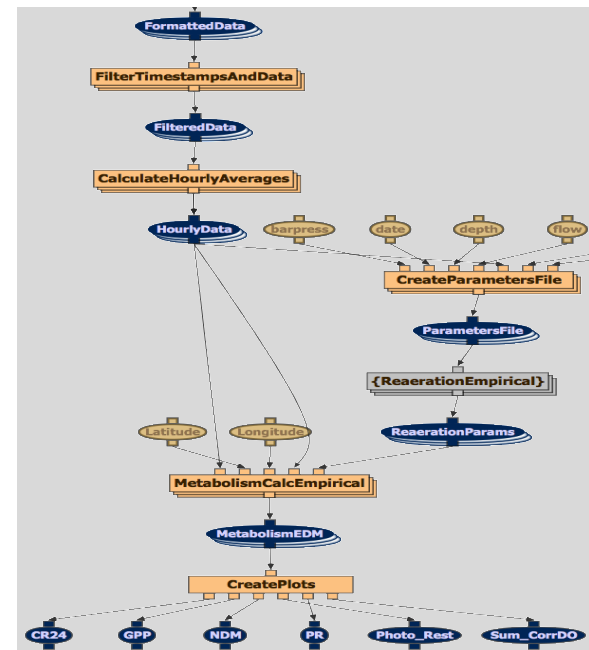 FormattedData
FilterTimestampsAndData
FilteredData
CalculateHourlyAverages
HourlyData barpress date depth flow
CreateParametersFile
ParametersFile
{ReaerationEmpirical}
Latitude Longitude ReaerationParams
MetabolismCalcEmpirical
MetabolismEDM
CreatePlots
CR24 GPP NDM PR Photo_Rest Sum_CorrDO